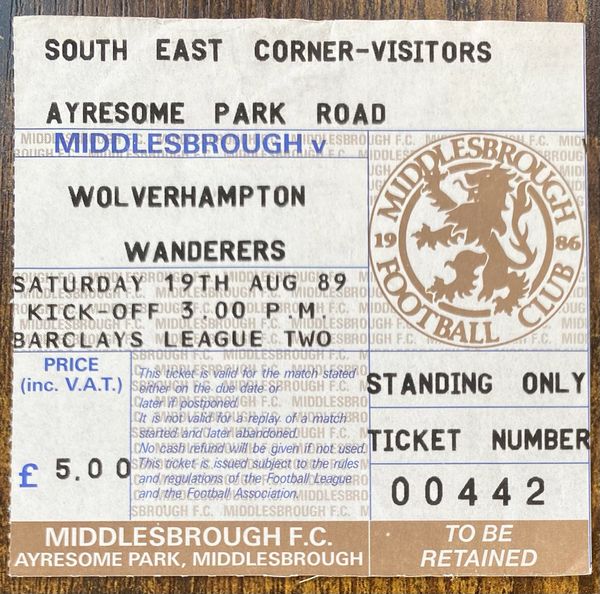 SOUTH EAST CORNER-VISITORS
AYRESOME PARK ROAD
MIDDLESBROUGH v
WOLVERHAMPTON
WANDERERS
SATURDAY 19TH AUG 89
KICK-OFF 3.00 P.M.
BARCLAYS LEAGUE TWO
MIDDLESBROUGH
1986
FOOTBALL CLUB
PRICE
(inc. V.A.T.)
£ 5.00
This ticket is valid for the match stated
either on the due date or
later if postponed.
It is not valid for a replay of a match
started and later abandoned.
No cash refund will be given if not used.
This ticket is issued subject to the rules
and regulations of the Football League
and the Football Association.
STANDING ONLY
TICKET NUMBER
00442
MIDDLESBROUGH F.C.
AYRESOME PARK, MIDDLESBROUGH
TO BE
RETAINED